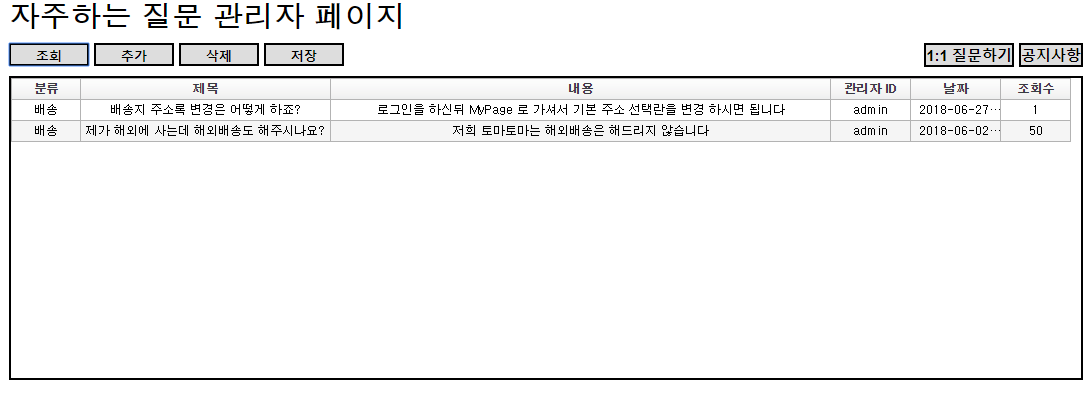 자주하는 질문 관리자 페이지
조회 추가 삭제 저장 1:1 질문하기 공지사항
분류 제목 내용 관리자 ID 날짜 조회수
배송 배송지 주소록 변경은 어떻게 하죠? 로그인을 하신뒤 MyPage 로 가셔서 기본 주소 선택란을 변경 하시면 됩니다 admin 2018-06-27… 1
배송 제가 해외에 사는데 해외배송도 해주시나요? 저희 토마토마는 해외배송은 해드리지 않습니다 admin 2018-06-02… 50